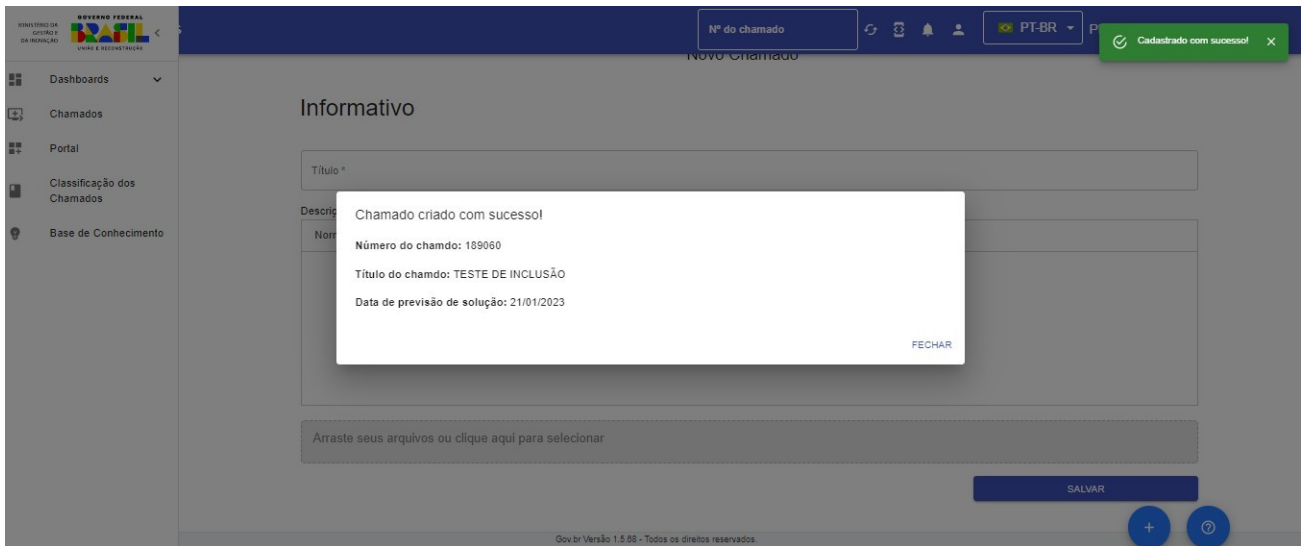 MINISTÉRIO DA
GESTÃO E
DA INOVAÇÃO
GOVERNO FEDERAL
BRASIL
UNIÃO E RECONSTRUÇÃO
S
Nº do chamado
PT-BR
P
Cadastrado com sucesso!
Dashboards
Chamados
Portal
Classificação dos
Chamados
Base de Conhecimento
Novo Chamado
Informativo
Título *
Descriç
Norr
Chamado criado com sucesso!
Número do chamdo: 189060
Título do chamdo: TESTE DE INCLUSÃO
Data de previsão de solução: 21/01/2023
FECHAR
Arraste seus arquivos ou clique aqui para selecionar
SALVAR
Gov.br Versão 1.5.68 - Todos os direitos reservados.